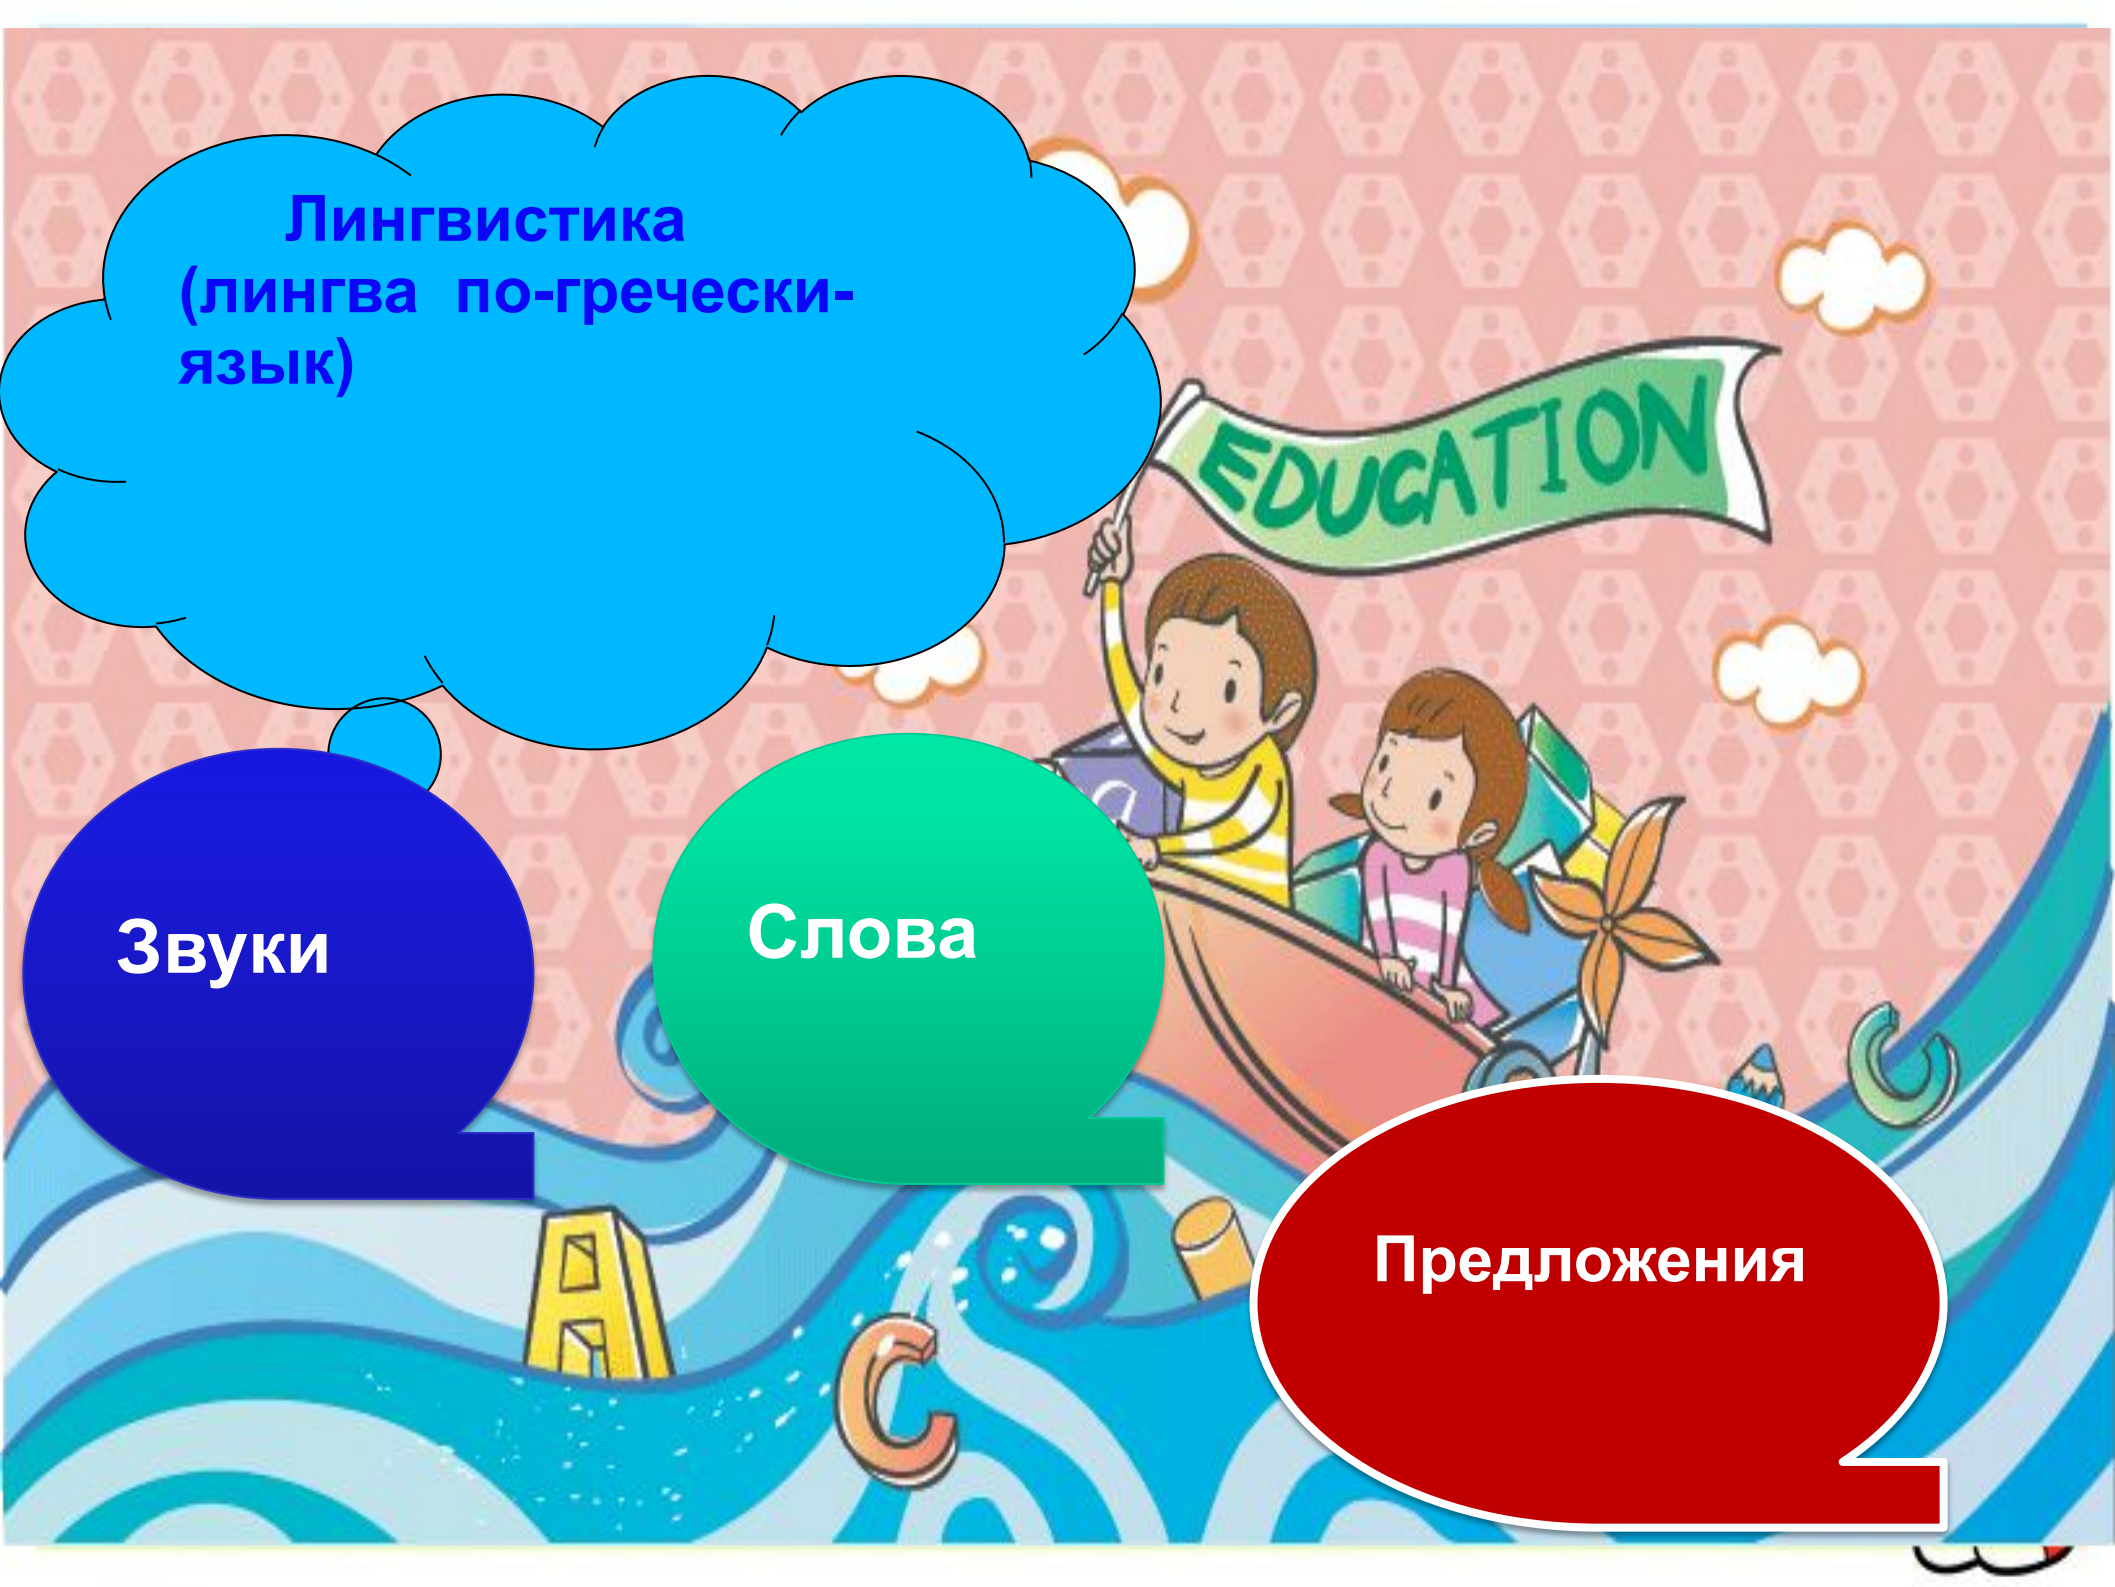 Лингвистика
(лингва по-гречески-
язык)
EDUCATION
Звуки
Слова
Предложения
A
C
C